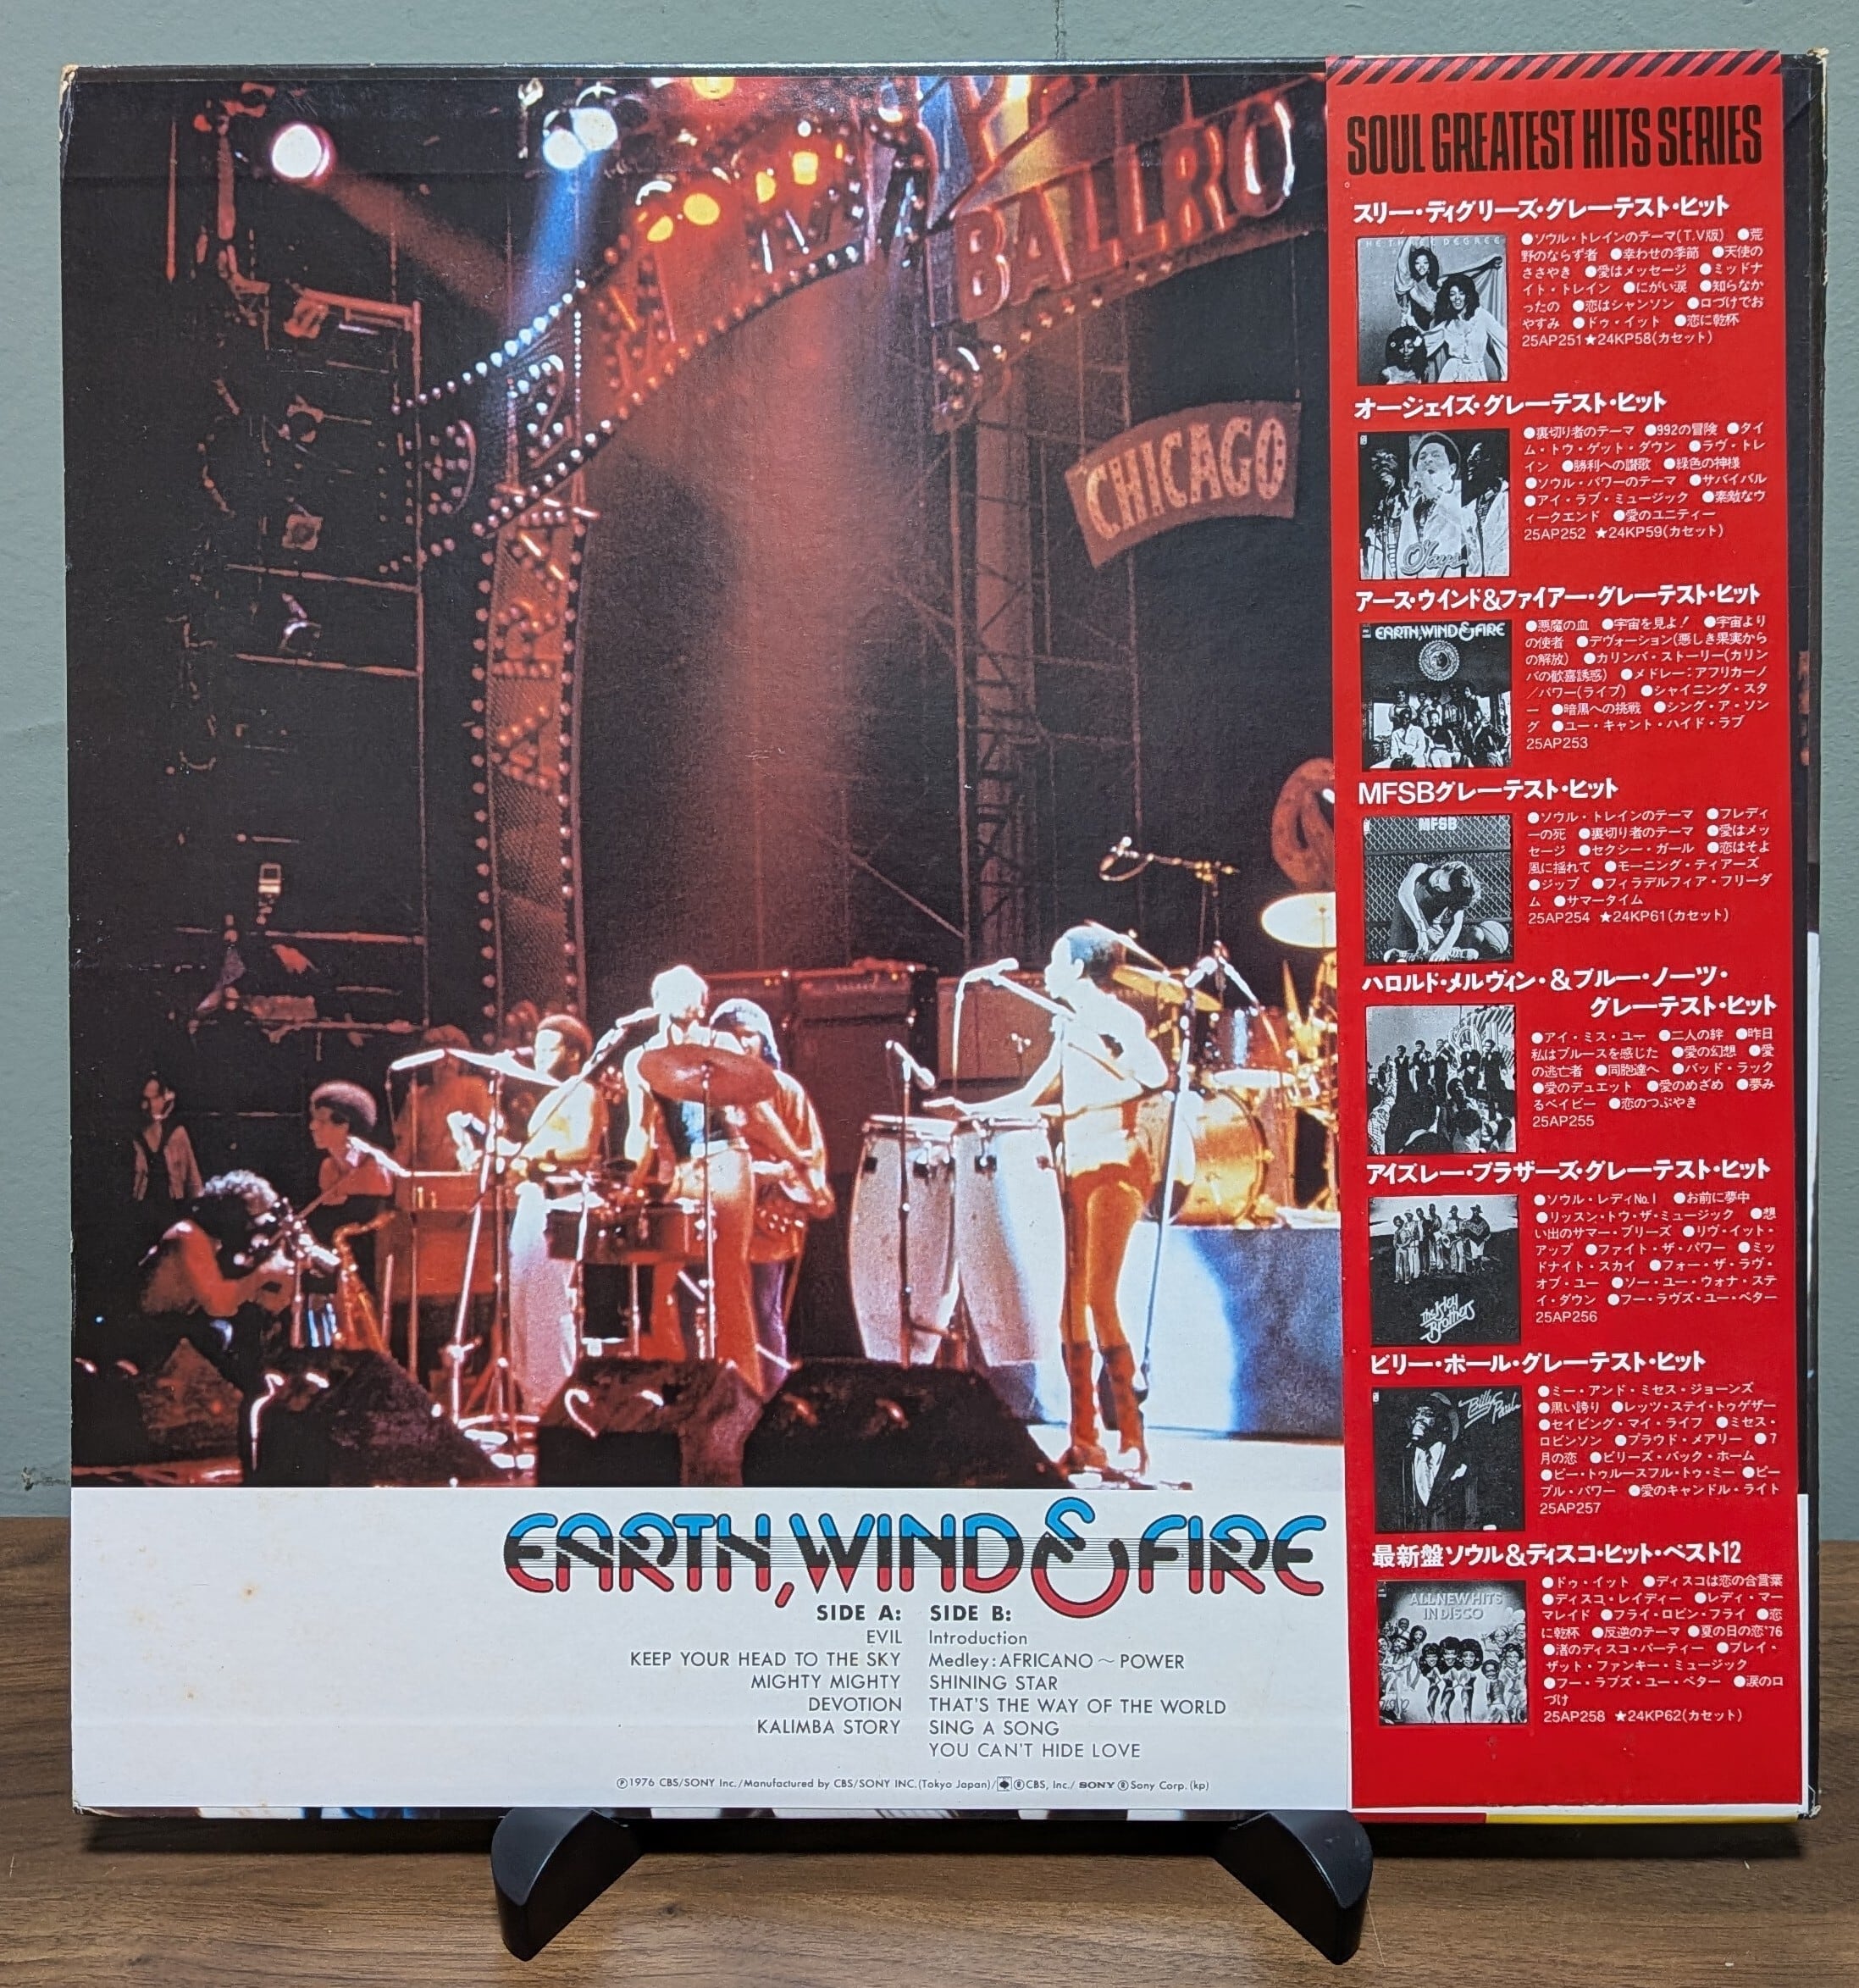 BALLRO
CHICAGO
EARTH, WIND & FIRE
SIDE A:
EVIL
KEEP YOUR HEAD TO THE SKY
MIGHTY MIGHTY
DEVOTION
KALIMBA STORY
SIDE B:
Introduction
Medley: AFRICANO ~ POWER
SHINING STAR
THAT'S THE WAY OF THE WORLD
SING A SONG
YOU CAN'T HIDE LOVE
Ⓟ1976 CBS/SONY Inc./Manufactured by CBS/SONY INC.(Tokyo Japan)/ ®CBS, Inc./ SONY ®Sony Corp.(kp)
SOUL GREATEST HITS SERIES
スリー・ディグリーズ・グレーテスト・ヒット
●ソウル・トレインのテーマ(T.V版) ●荒
野のならず者 ●幸わせの季節 ●天使の
ささやき ●愛はメッセージ ●ミッドナ
イト・トレイン ●にがい涙 ●知らなか
ったの ●恋はシャンソン ●口づけでお
やすみ ●ドゥ・イット ●恋に乾杯
25AP251★24KP58(カセット)
オージェイズ・グレーテスト・ヒット
●裏切り者のテーマ ●992の冒険 ●タイ
ム・トゥ・ゲット・ダウン ●ラヴ・トレ
イン ●勝利への讃歌 ●緑色の神様
●ソウル・パワーのテーマ ●サバイバル
●アイ・ラブ・ミュージック ●素敵なウ
ィークエンド ●愛のユニティー
25AP252 ★24KP59(カセット)
アース・ウインド&ファイアー・グレーテスト・ヒット
EARTH, WIND & FIRE
●悪魔の血 ●宇宙を見よ! ●宇宙より
の使者 ●デヴォーション(悪しき果実から
の解放) ●カリンバ・ストーリー(カリン
バの歓喜誘惑) ●メドレー:アフリカーノ
／パワー(ライブ) ●シャイニング・スタ
ー ●暗黒への挑戦 ●シング・ア・ソン
グ ●ユー・キャント・ハイド・ラブ
25AP253
MFSBグレーテスト・ヒット
MFSB
●ソウル・トレインのテーマ ●フレディ
ーの死 ●裏切り者のテーマ ●愛はメッ
セージ ●セクシー・ガール ●恋はそよ
風に揺れて ●モーニング・ティアーズ
●ジップ ●フィラデルフィア・フリーダ
ム ●サマータイム
25AP254 ★24KP61(カセット)
ハロルド・メルヴィン・&ブルー・ノーツ・
グレーテスト・ヒット
●アイ・ミス・ユー ●二人の絆 ●昨日
私はブルースを感じた ●愛の幻想 ●愛
の逃亡者 ●同胞達へ ●バッド・ラック
●愛のデュエット ●愛のめざめ ●夢み
るベイビー ●恋のつぶやき
25AP255
アイズレー・ブラザーズ・グレーテスト・ヒット
The Isley Brothers
●ソウル・レディNo.1 ●お前に夢中
●リッスン・トウ・ザ・ミュージック ●想
い出のサマー・ブリーズ ●リヴ・イット・
アップ ●ファイト・ザ・パワー ●ミッ
ドナイト・スカイ ●フォー・ザ・ラヴ・
オブ・ユー ●ソー・ユー・ウォナ・ステ
イ・ダウン ●フー・ラヴズ・ユー・ベター
25AP256
ビリー・ポール・グレーテスト・ヒット
Billy Paul
●ミー・アンド・ミセス・ジョーンズ
●黒い誇り ●レッツ・ステイ・トゥゲザー
●セイビング・マイ・ライフ ●ミセス・
ロビンソン ●プラウド・メアリー ●7
月の恋 ●ビリーズ・バック・ホーム
●ビー・トゥルースフル・トゥ・ミー ●ピー
プル・パワー ●愛のキャンドル・ライト
25AP257
最新盤ソウル&ディスコ・ヒット・ベスト12
ALL NEW HITS
IN DISCO
●ドゥ・イット ●ディスコは恋の合言葉
●ディスコ・レイディー ●レディ・マー
マレイド ●フライ・ロビン・フライ ●恋
に乾杯 ●反逆のテーマ ●夏の日の恋'76
●渚のディスコ・パーティー ●プレイ・
ザット・ファンキー・ミュージック
●フー・ラブズ・ユー・ベター ●涙の口
づけ
25AP258 ★24KP62(カセット)